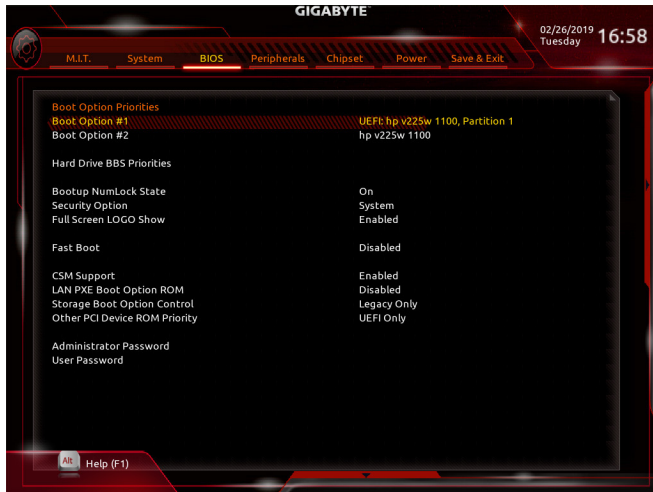 GIGABYTE™
02/26/2019 16:58
Tuesday
M.I.T. System BIOS Peripherals Chipset Power Save & Exit
Boot Option Priorities
Boot Option #1 UEFI: hp v225w 1100, Partition 1
Boot Option #2 hp v225w 1100
Hard Drive BBS Priorities
Bootup NumLock State On
Security Option System
Full Screen LOGO Show Enabled
Fast Boot Disabled
CSM Support Enabled
LAN PXE Boot Option ROM Disabled
Storage Boot Option Control Legacy Only
Other PCI Device ROM Priority UEFI Only
Administrator Password
User Password
Alt Help (F1)